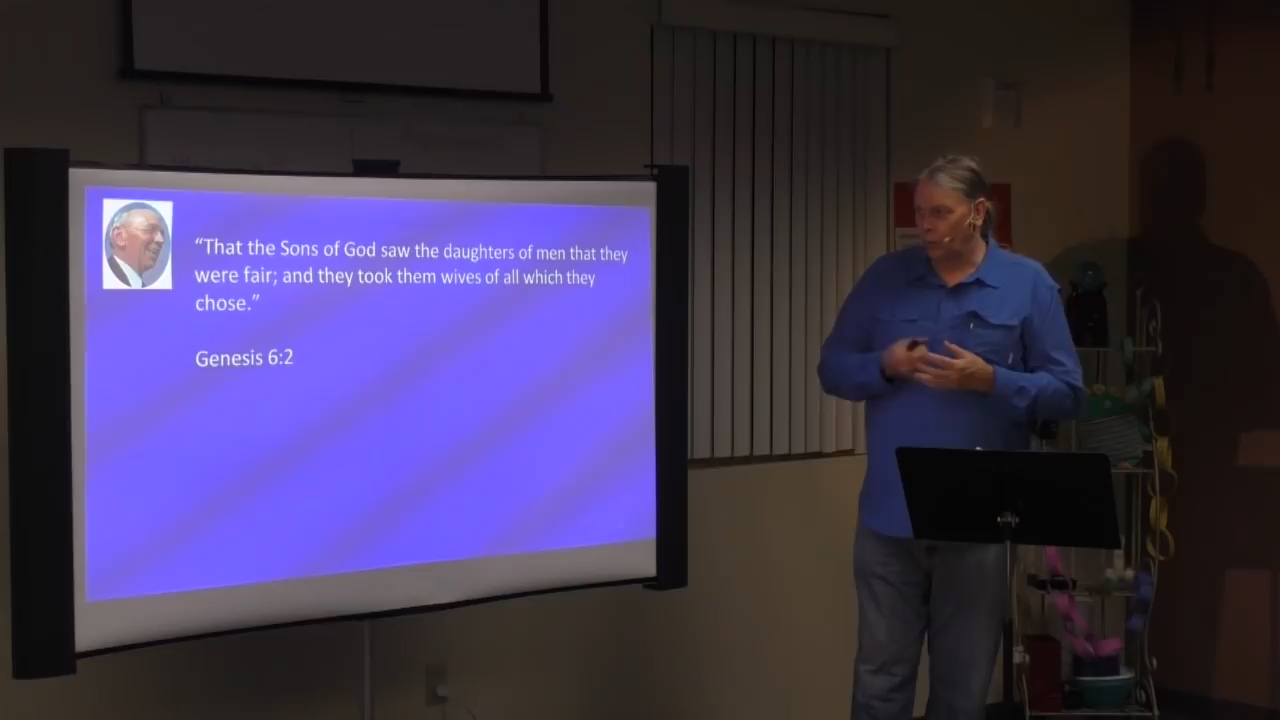 “That the Sons of God saw the daughters of men that they
were fair; and they took them wives of all which they
chose.”
Genesis 6:2